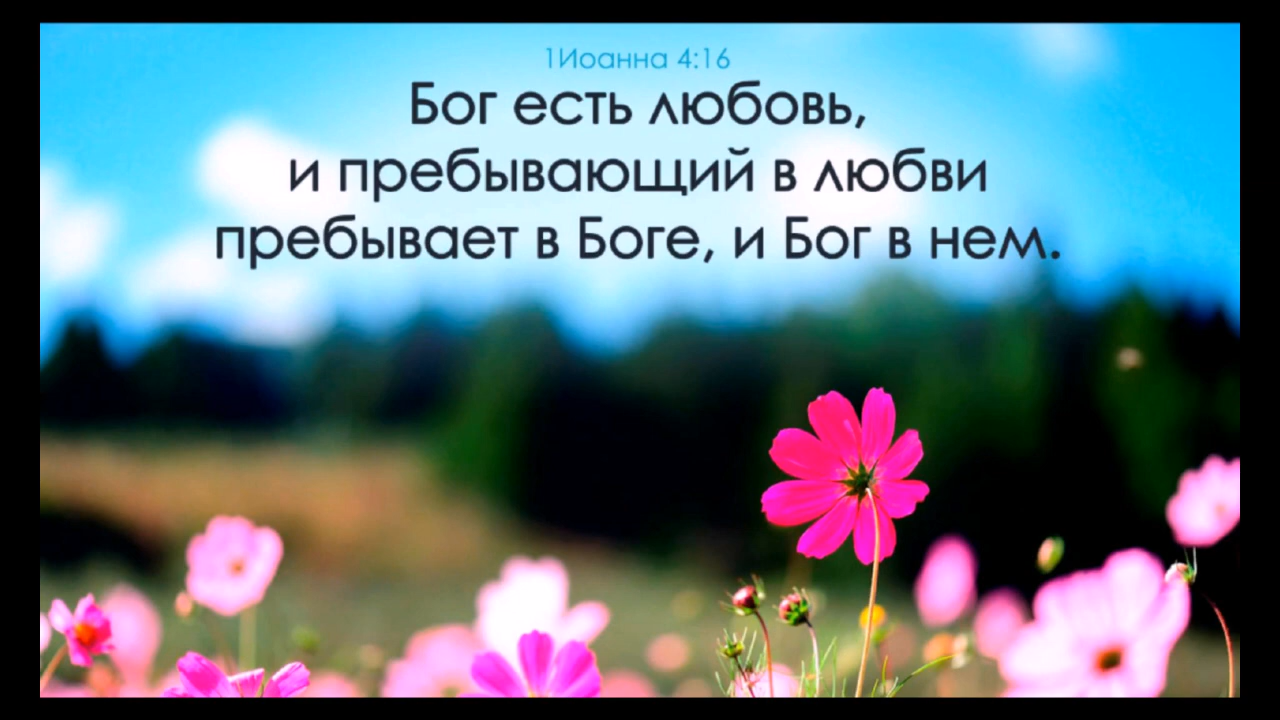 1Иоанна 4:16
Бог есть любовь,
и пребывающий в любви
пребывает в Боге, и Бог в нем.